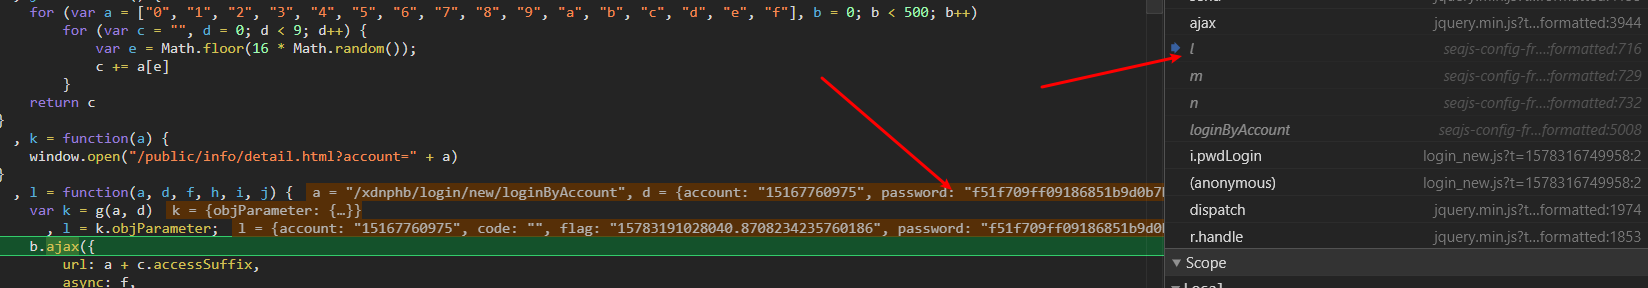 for (var a = ["0", "1", "2", "3", "4", "5", "6", "7", "8", "9", "a", "b", "c", "d", "e", "f"], b = 0; b < 500; b++)
for (var c = "", d = 0; d < 9; d++) {
var e = Math.floor(16 * Math.random());
c += a[e]
}
return c
}
, k = function(a) {
window.open("/public/info/detail.html?account=" + a)
}
, l = function(a, d, f, h, i, j) { a = "/xdnphb/login/new/loginByAccount", d = {account: "15167760975", password: "f51f709ff09186851b9d0b7
var k = g(a, d) k = {objParameter: {…}}
, l = k.objParameter; l = {account: "15167760975", code: "", flag: "15783191028040.8708234235760186", password: "f51f709ff09186851b9d0
b.ajax({
url: a + c.accessSuffix,
async: f,
ajax jquery.min.js?t…formatted:3944
l seajs-config-fr…:formatted:716
m seajs-config-fr…:formatted:729
n seajs-config-fr…:formatted:732
loginByAccount seajs-config-fr…formatted:5008
i.pwdLogin login_new.js?t=1578316749958:2
(anonymous) login_new.js?t=1578316749958:2
dispatch jquery.min.js?t…formatted:1974
r.handle jquery.min.js?t…formatted:1853
Scope
Local